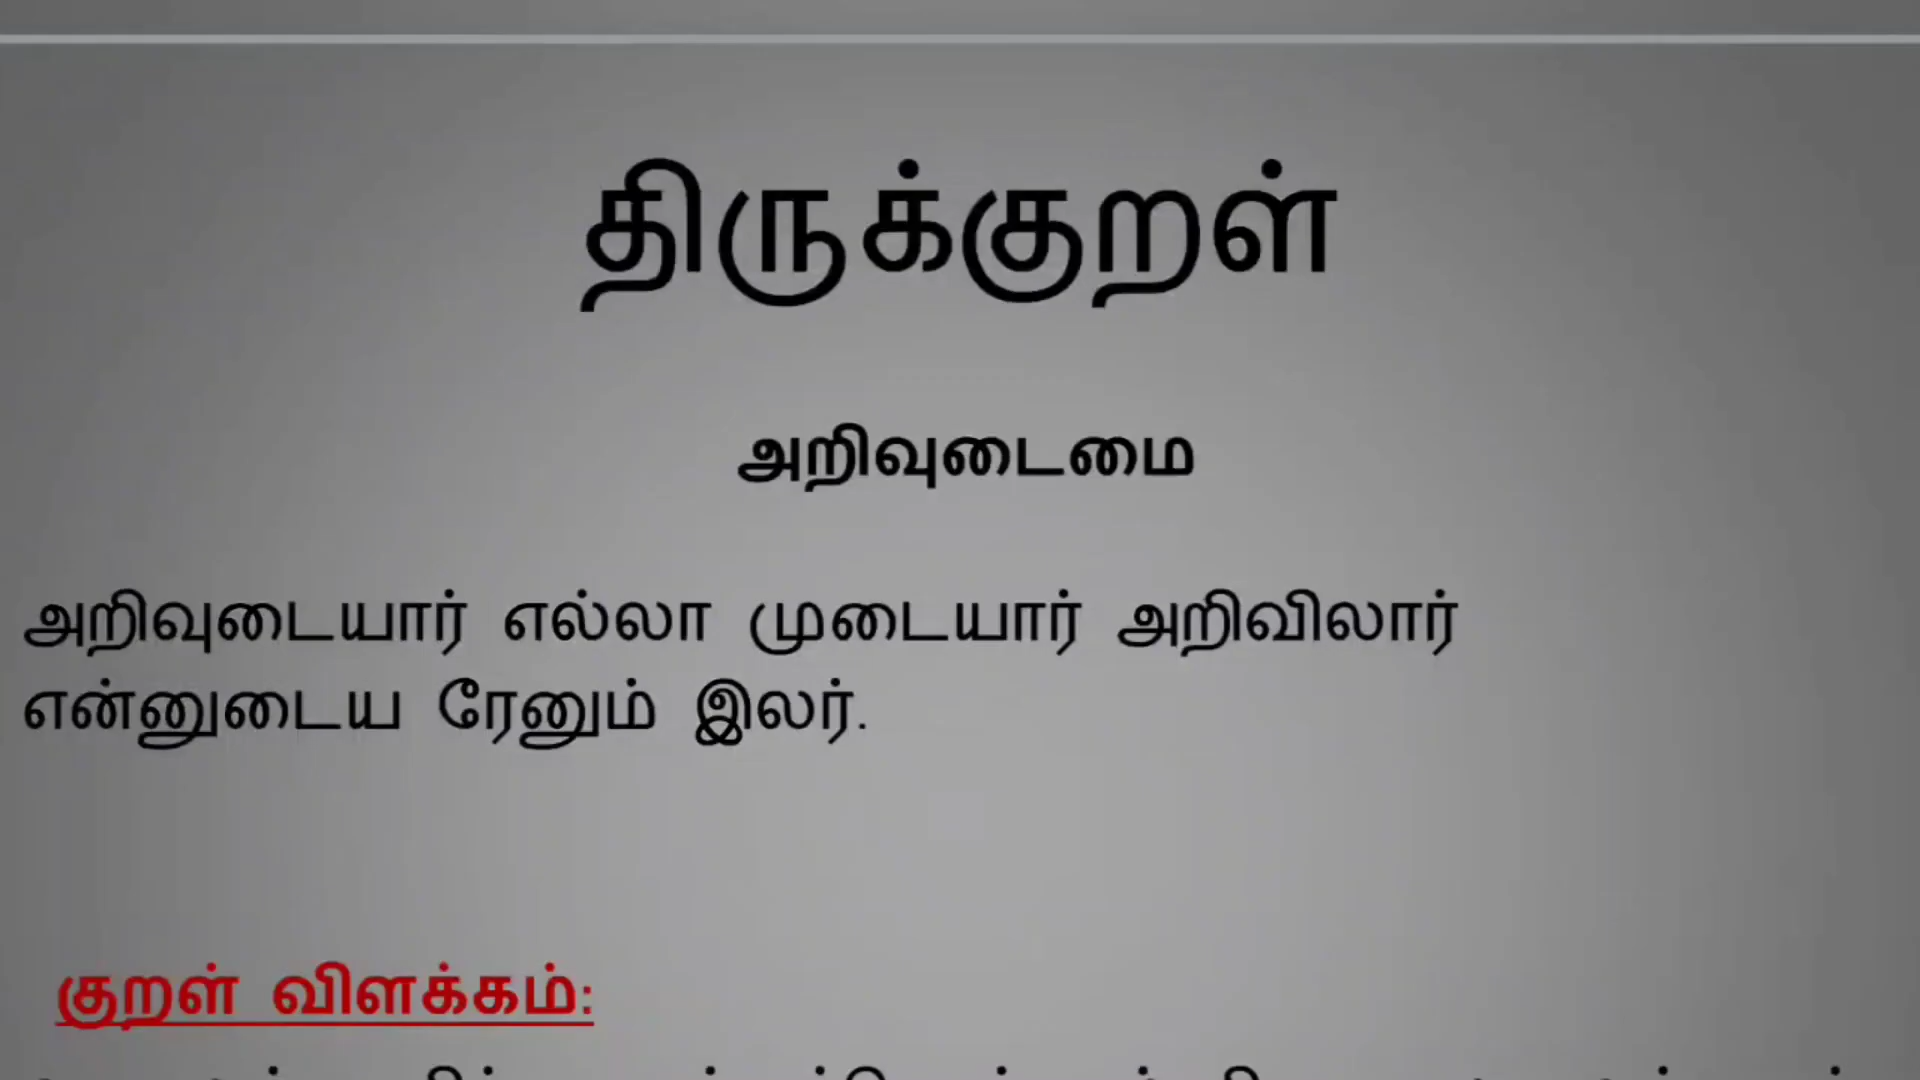 திருக்குறள்
அறிவுடைமை
அறிவுடையார் எல்லா முடையார் அறிவிலார்
என்னுடைய ரேனும் இலர்.
குறள் விளக்கம்: